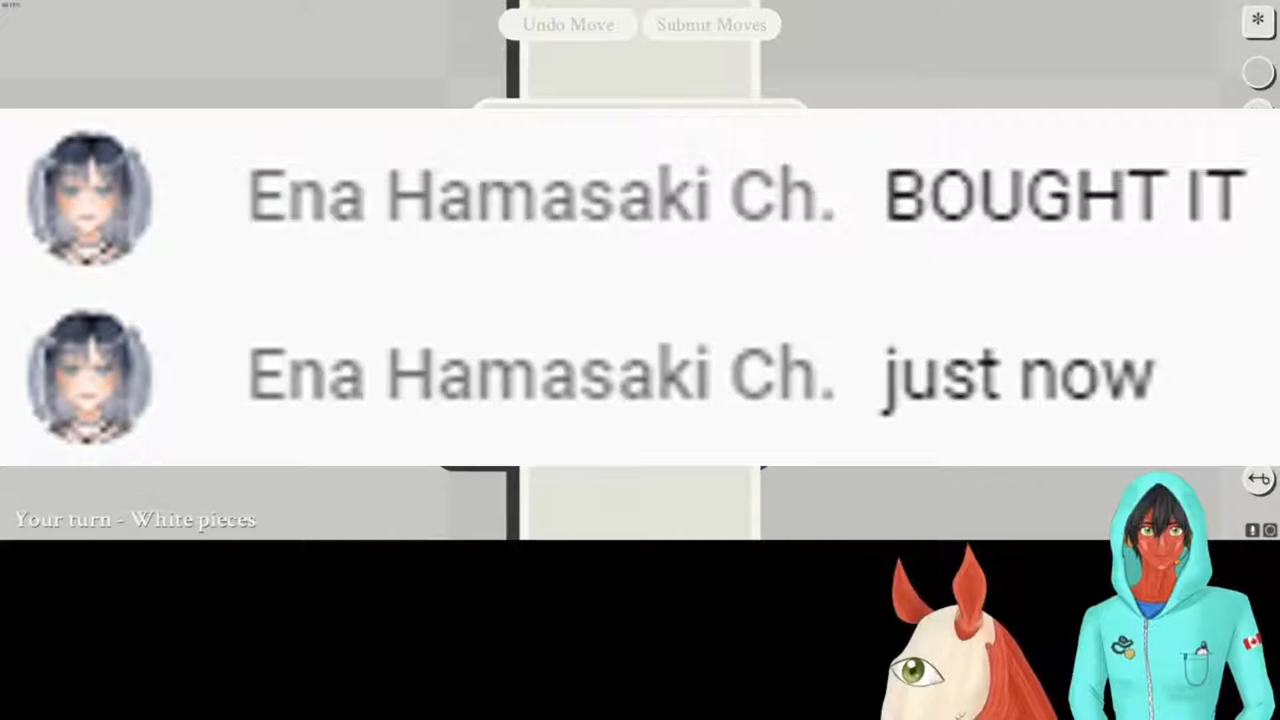 Undo Move Submit Moves
*
Ena Hamasaki Ch. BOUGHT IT
Ena Hamasaki Ch. just now
Your turn - White pieces